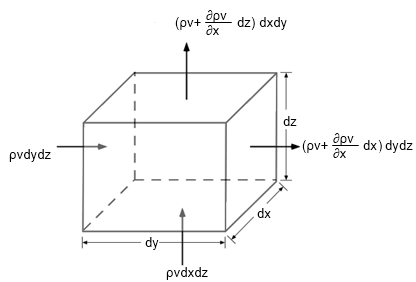 (ρv+ ∂ρv/∂x dz) dxdy
dz
ρvdydz
(ρv+ ∂ρv/∂x dx) dydz
dx
dy
ρvdxdz